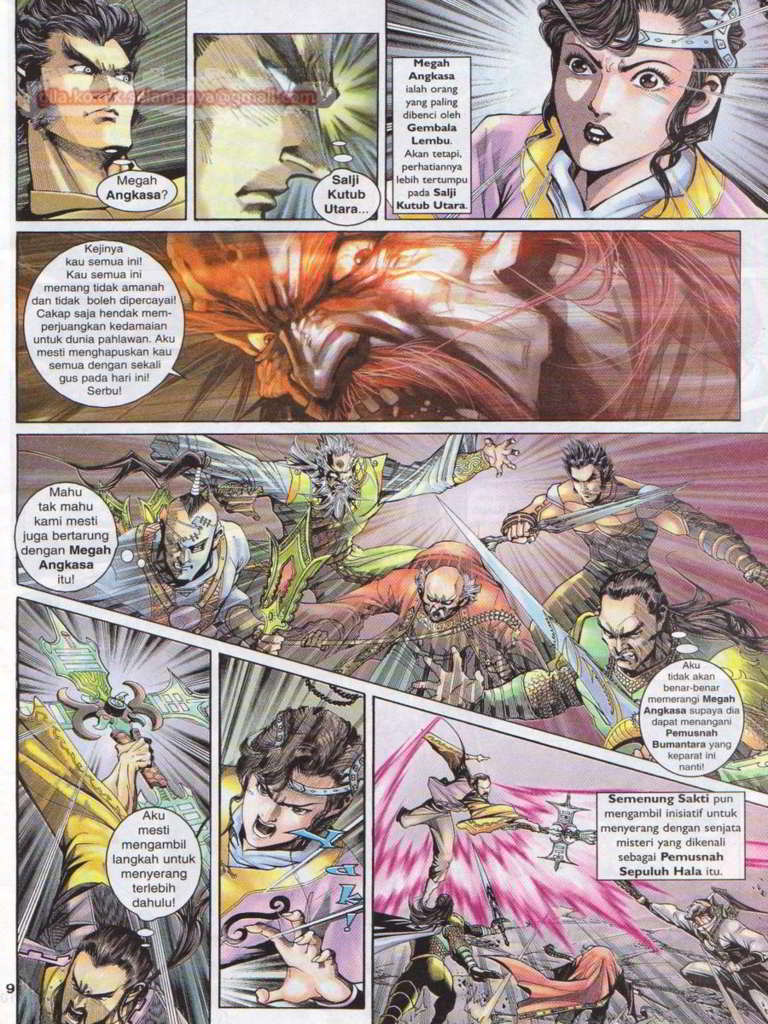 Megah
Angkasa?
Salji
Kutub
Utara...
Megah
Angkasa
ialah orang
yang paling
dibenci oleh
Gembala
Lembu.
Akan tetapi,
perhatiannya
lebih tertumpu
pada Salji
Kutub Utara.
Kejinya
kau semua ini!
Kau semua ini
memang tidak amanah
dan tidak boleh dipercayai!
Cakap saja hendak mem-
perjuangkan kedamaian
untuk dunia pahlawan. Aku
mesti menghapuskan kau
semua dengan sekali
gus pada hari ini!
Serbu!
Mahu
tak mahu
kami mesti
juga bertarung
dengan Megah
Angkasa
itu!
Aku
tidak akan
benar-benar
memerangi Megah
Angkasa supaya dia
dapat menangani
Pemusnah
Bumantara yang
keparat ini
nanti!
Aku
mesti
mengambil
langkah untuk
menyerang
terlebih
dahulu!
Semenung Sakti pun
mengambil inisiatif untuk
menyerang dengan senjata
misteri yang dikenali
sebagai Pemusnah
Sepuluh Hala itu.
9